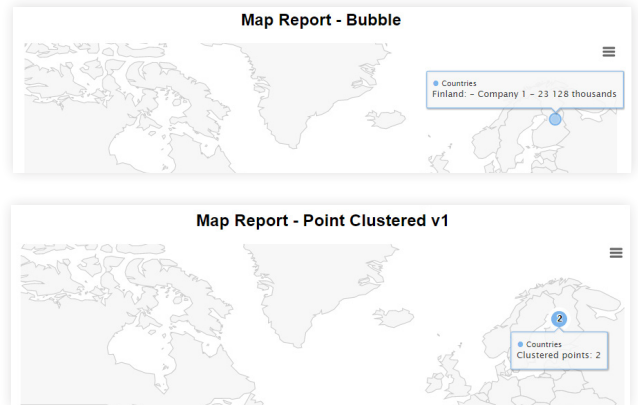 Map Report - Bubble
Countries
Finland: – Company 1 – 23 128 thousands
Map Report - Point Clustered v1
2
Countries
Clustered points: 2